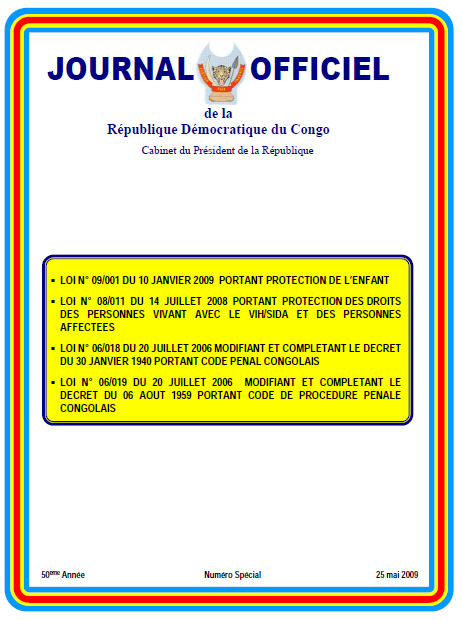 JOURNAL OFFICIEL
de la
République Démocratique du Congo
Cabinet du Président de la République
▪ LOI N° 09/001 DU 10 JANVIER 2009 PORTANT PROTECTION DE L'ENFANT
▪ LOI N° 08/011 DU 14 JUILLET 2008 PORTANT PROTECTION DES DROITS
DES PERSONNES VIVANT AVEC LE VIH/SIDA ET DES PERSONNES
AFFECTEES
▪ LOI N° 06/018 DU 20 JUILLET 2006 MODIFIANT ET COMPLETANT LE DECRET
DU 30 JANVIER 1940 PORTANT CODE PENAL CONGOLAIS
▪ LOI N° 06/019 DU 20 JUILLET 2006 MODIFIANT ET COMPLETANT LE
DECRET DU 06 AOUT 1959 PORTANT CODE DE PROCEDURE PENALE
CONGOLAIS
50ème Année Numéro Spécial 25 mai 2009